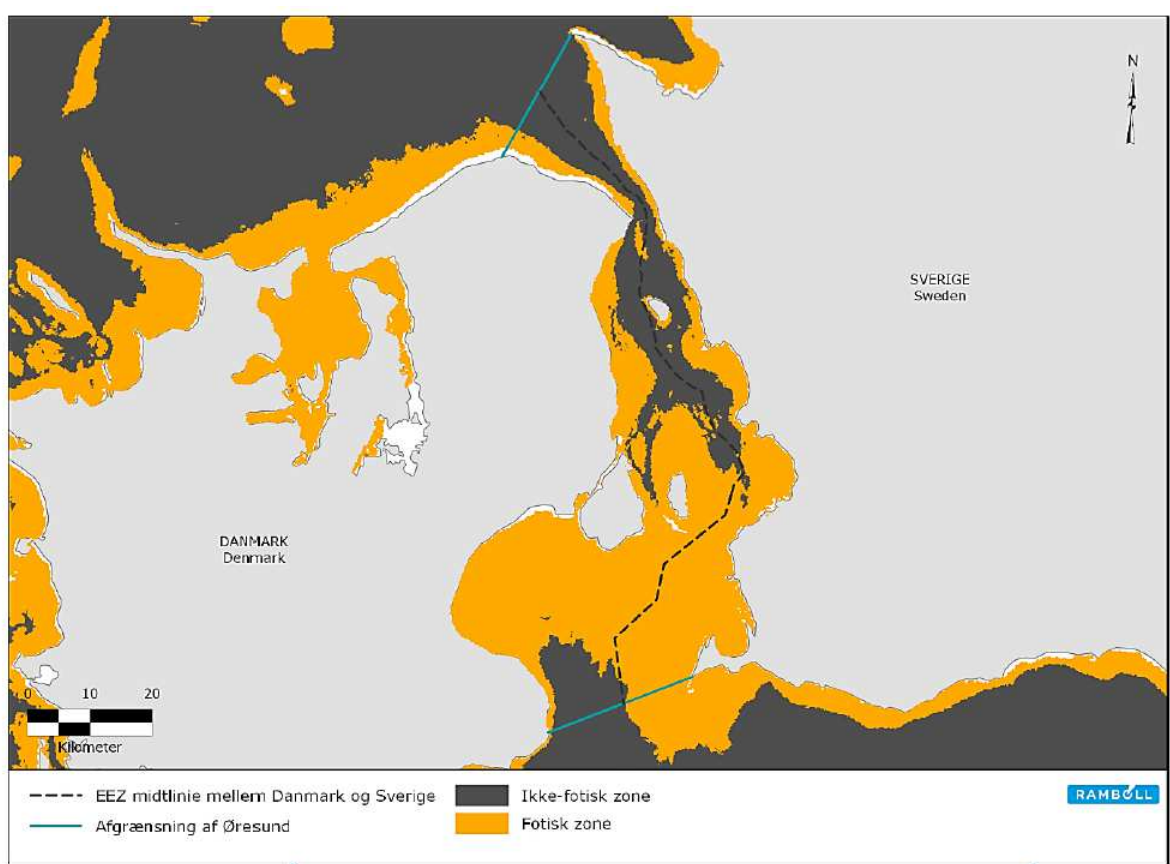 N
SVERIGE
Sweden
DANMARK
Denmark
0 10 20
Kilometer
EEZ midtlinie mellem Danmark og Sverige
Ikke-fotisk zone
Afgrænsning af Øresund
Fotisk zone
RAMBOLL